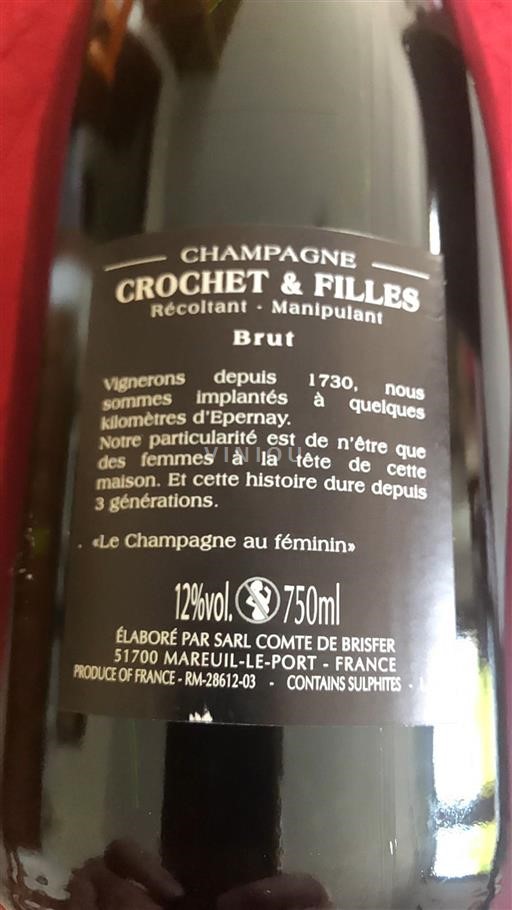 CHAMPAGNE
CROCHET & FILLES
Récoltant - Manipulant
Brut
Vignerons depuis 1730, nous
sommes implantés à quelques
kilomètres d'Epernay.
Notre particularité est de n'être que
des femmes à la tête de cette
maison. Et cette histoire dure depuis
3 générations.
VINIOU
«Le Champagne au féminin»
12%vol. 750ml
ÉLABORÉ PAR SARL COMTE DE BRISFER
51700 MAREUIL-LE-PORT - FRANCE
PRODUCE OF FRANCE - RM-28612-03 - CONTAINS SULPHITES -